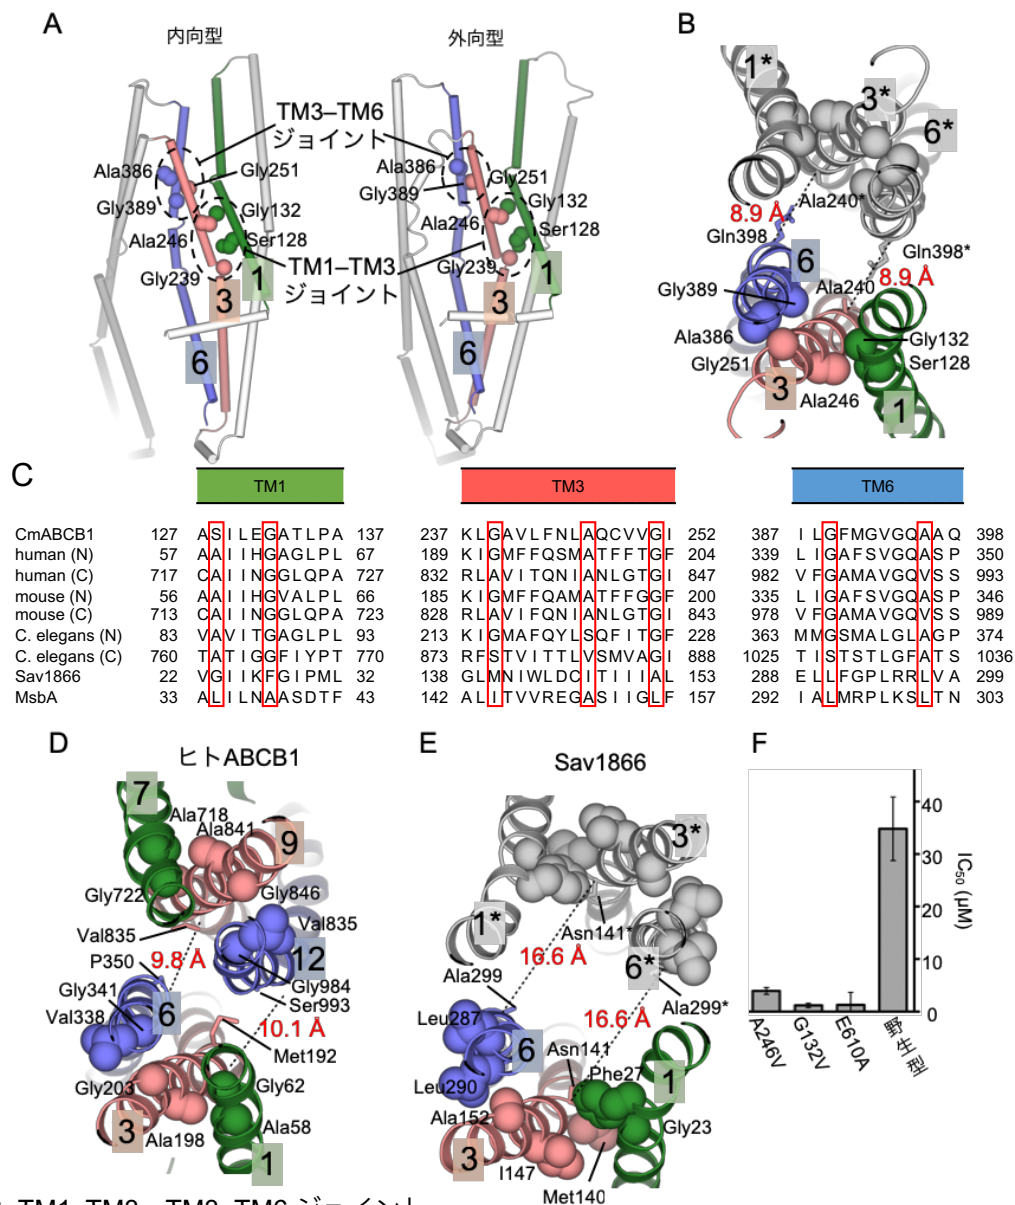 A
内向型
外向型
TM3–TM6
ジョイント
Ala386
Gly251
Gly389
Gly132
Ala246
Ser128
Gly239
TM1–TM3
ジョイント
1
3
6
Ala386
Gly251
Gly389
Gly132
Ala246
Ser128
Gly239
1
3
6
B
1*
3*
6*
Ala240*
8.9 Å
Gln398
Gln398*
6
8.9 Å
Gly389
Ala240
Ala386
Gly132
Gly251
Ser128
3
Ala246
1
C
TM1 TM3 TM6
CmABCB1 127 ASILEGATLPA 137 237 KLGAVLFNLAQCVVGI 252 387 ILGFMGVGQAAQ 398
human (N) 57 AAIIHGAGLPL 67 189 KIGMFFQSMATFFTGF 204 339 LIGAFSVGQASP 350
human (C) 717 CAIINGGLQPA 727 832 RLAVITQNIANLGTGI 847 982 VFGAMAVGQVSS 993
mouse (N) 56 AAIIHGVALPL 66 185 KIGMFFQAMATFFGGF 200 335 LIGAFSVGQASP 346
mouse (C) 713 CAIINGGLQPA 723 828 RLAVIFQNIANLGTGI 843 978 VFGAMAVGQVSS 989
C. elegans (N) 83 VAVITGAGLPL 93 213 KIGMAFQYLSQFITGF 228 363 MMGSMALGLAGP 374
C. elegans (C) 760 TATIGGFIYPT 770 873 RFSTVITTLVSMVAGI 888 1025 TISTSTLGFATS 1036
Sav1866 22 VGIIKFGIPML 32 138 GLMNIWLDCITIIIAL 153 288 ELLFGPLRRLVA 299
MsbA 33 ALILNAASDTF 43 142 ALITVVREGASIIGLF 157 292 IALMRPLKSLTN 303
D
ヒトABCB1
7
Ala718
Ala841
9
Gly722
Gly846
Val835
Val835
P350
9.8 Å
12
Gly341
Gly984
6
Ser993
Val338
10.1 Å
Met192
Gly203
Gly62
3
Ala198
Ala58
1
E
Sav1866
3*
1*
Asn141*
16.6 Å
6*
Ala299
Ala299*
Leu287
16.6 Å
6
Asn141
Phe27
1
Leu290
Ala152
Gly23
3
I147
Met140
F
40
30
20
10
0
IC₅₀ (μM)
A246V
G132V
E610A
野生型